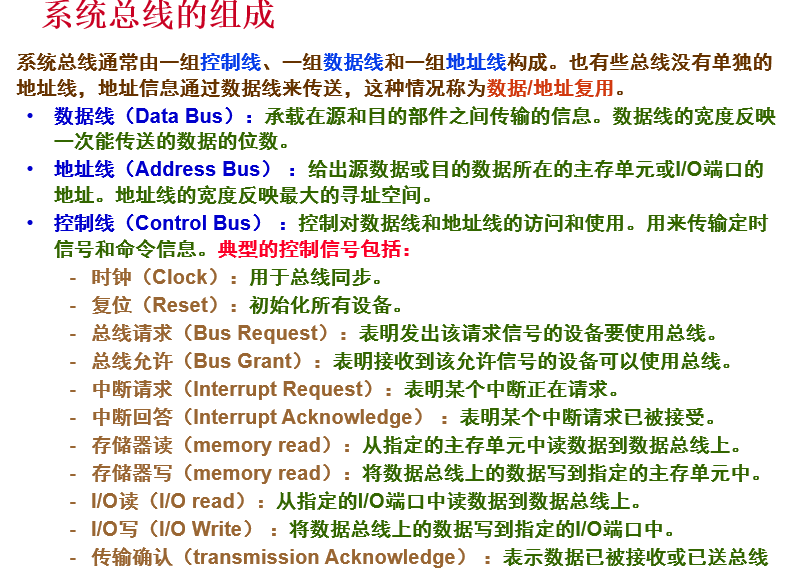 系统总线的组成
系统总线通常由一组控制线、一组数据线和一组地址线构成。也有些总线没有单独的
地址线，地址信息通过数据线来传送，这种情况称为数据/地址复用。
• 数据线（Data Bus）：承载在源和目的部件之间传输的信息。数据线的宽度反映
一次能传送的数据的位数。
• 地址线（Address Bus）：给出源数据或目的数据所在的主存单元或I/O端口的
地址。地址线的宽度反映最大的寻址空间。
• 控制线（Control Bus）：控制对数据线和地址线的访问和使用。用来传输定时
信号和命令信息。典型的控制信号包括：
- 时钟（Clock）：用于总线同步。
- 复位（Reset）：初始化所有设备。
- 总线请求（Bus Request）：表明发出该请求信号的设备要使用总线。
- 总线允许（Bus Grant）：表明接收到该允许信号的设备可以使用总线。
- 中断请求（Interrupt Request）：表明某个中断正在请求。
- 中断回答（Interrupt Acknowledge）：表明某个中断请求已被接受。
- 存储器读（memory read）：从指定的主存单元中读数据到数据总线上。
- 存储器写（memory read）：将数据总线上的数据写到指定的主存单元中。
- I/O读（I/O read）：从指定的I/O端口中读数据到数据总线上。
- I/O写（I/O Write）：将数据总线上的数据写到指定的I/O端口中。
- 传输确认（transmission Acknowledge）：表示数据已被接收或已送总线